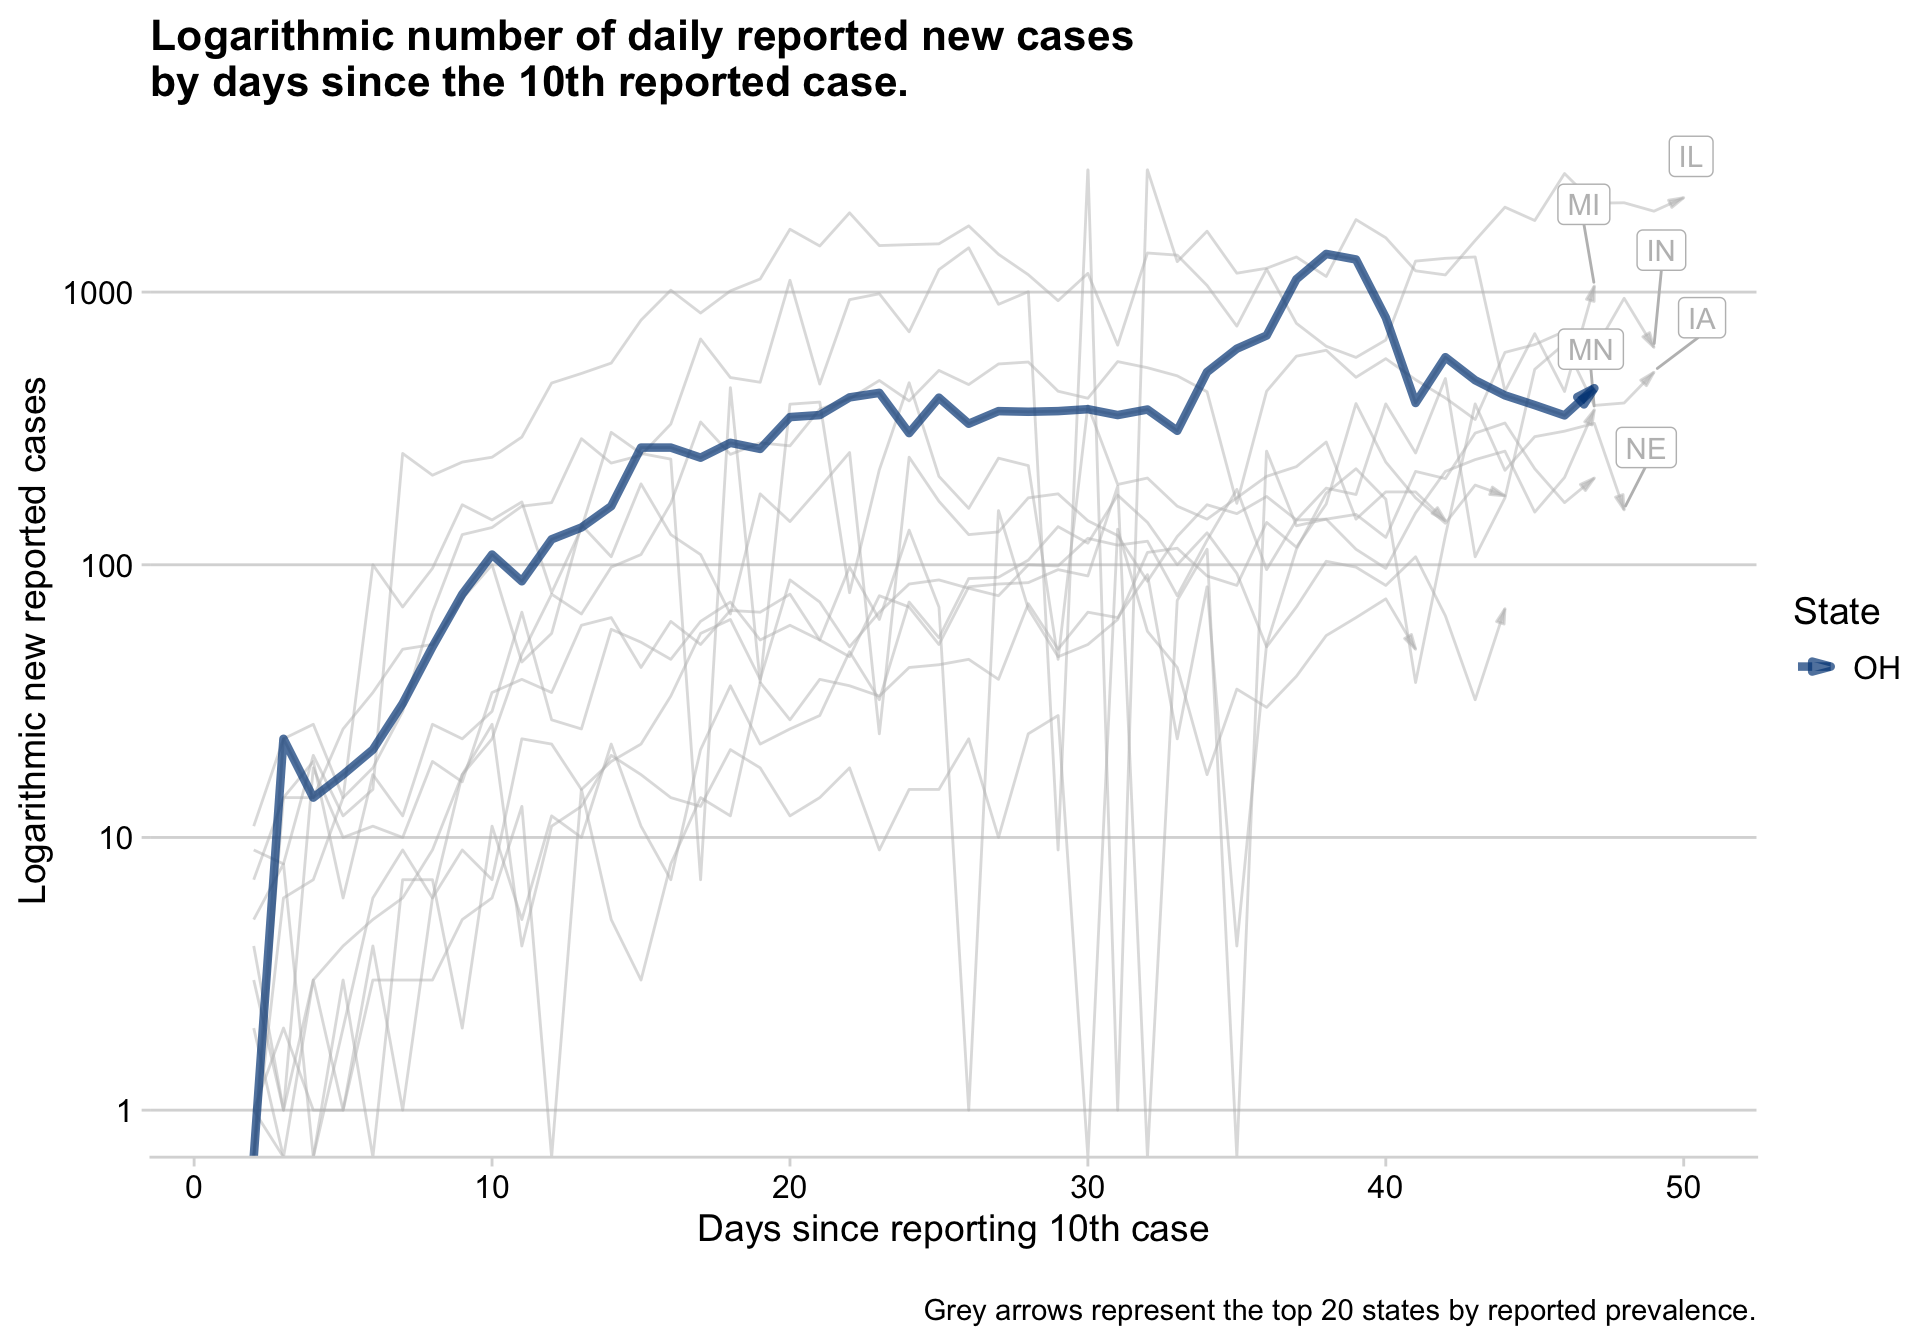 Logarithmic number of daily reported new cases
by days since the 10th reported case.
IL
MI
IN
IA
MN
NE
1000
100
10
1
Logarithmic new reported cases
0
10
20
30
40
50
Days since reporting 10th case
State
OH
Grey arrows represent the top 20 states by reported prevalence.